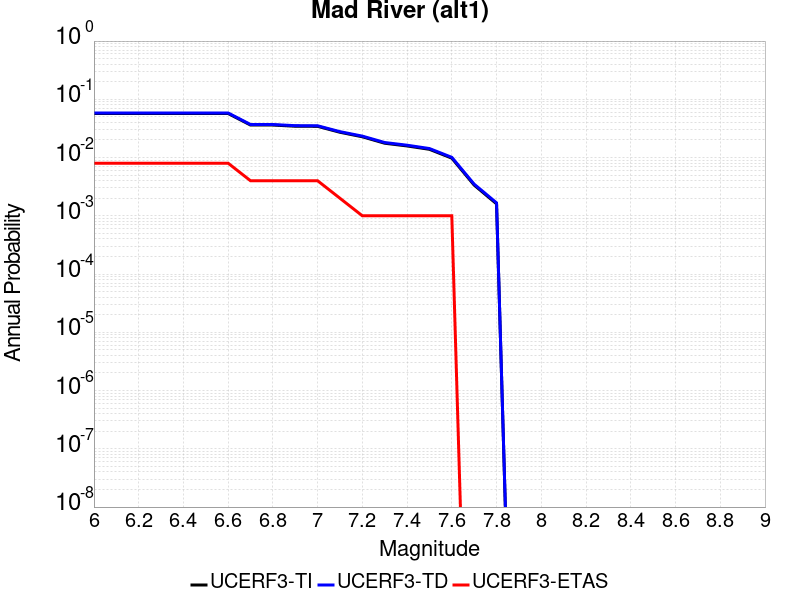 Mad River (alt1)
10^0
10^-1
10^-2
10^-3
10^-4
10^-5
10^-6
10^-7
10^-8
Annual Probability
6 6.2 6.4 6.6 6.8 7 7.2 7.4 7.6 7.8 8 8.2 8.4 8.6 8.8 9
Magnitude
UCERF3-TI UCERF3-TD UCERF3-ETAS